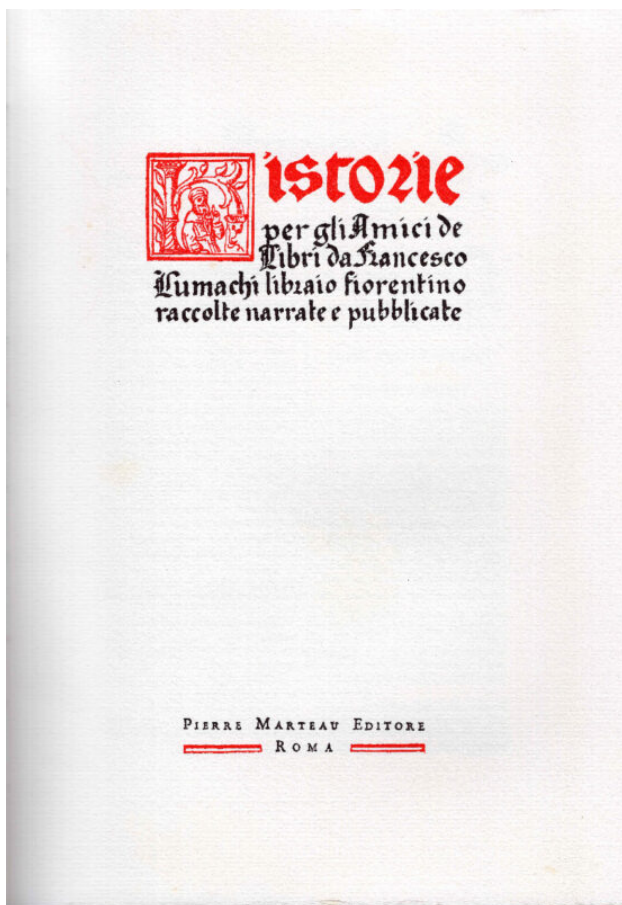 Historie
per gli Amici de
Libri da Francesco
Lumachi libraio fiorentino
raccolte narrate e pubblicate
PIERRE MARTEAU EDITORE
ROMA